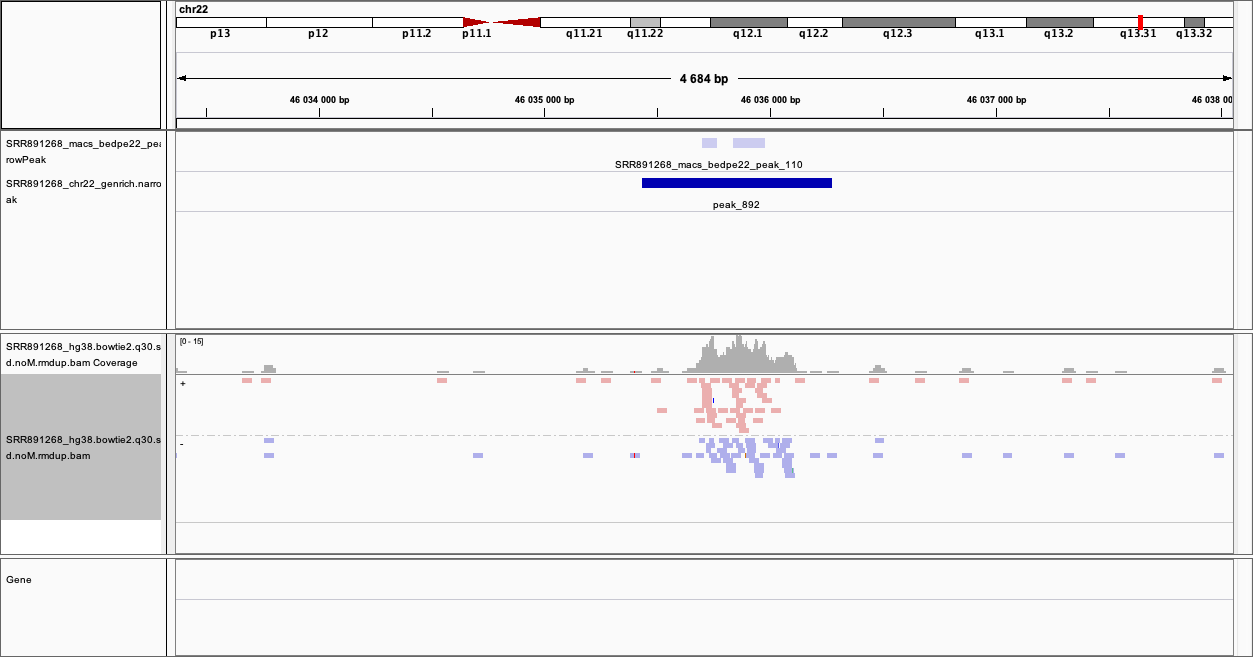 chr22
p13 p12 p11.2 p11.1 q11.21 q11.22 q12.1 q12.2 q12.3 q13.1 q13.2 q13.31 q13.32
4 684 bp
46 034 000 bp 46 035 000 bp 46 036 000 bp 46 037 000 bp 46 038 00
SRR891268_macs_bedpe22_pea
rowPeak
SRR891268_macs_bedpe22_peak_110
SRR891268_chr22_genrich.narro
ak
peak_892
[0 - 15]
SRR891268_hg38.bowtie2.q30.s
d.noM.rmdup.bam Coverage
+
SRR891268_hg38.bowtie2.q30.s
-
d.noM.rmdup.bam
Gene